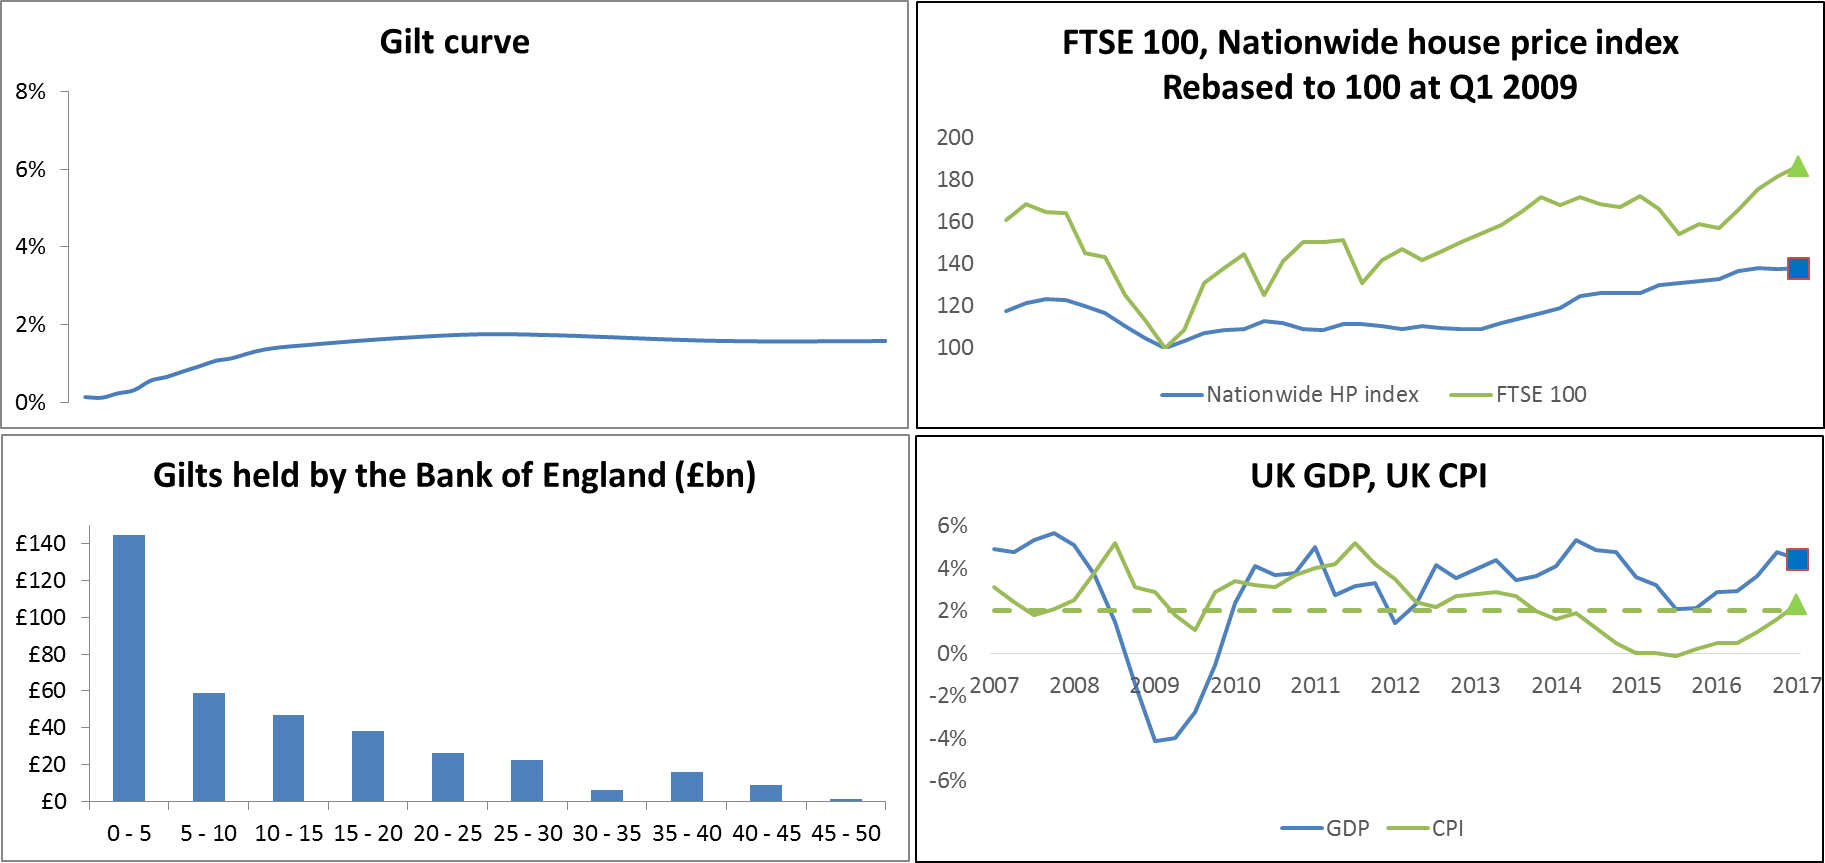 Gilt curve
8%
6%
4%
2%
0%
FTSE 100, Nationwide house price index
Rebased to 100 at Q1 2009
200
180
160
140
120
100
Nationwide HP index
FTSE 100
Gilts held by the Bank of England (£bn)
£140
£120
£100
£80
£60
£40
£20
£0
0 - 5 5 - 10 10 - 15 15 - 20 20 - 25 25 - 30 30 - 35 35 - 40 40 - 45 45 - 50
UK GDP, UK CPI
6%
4%
2%
0%
2007 2008 2009 2010 2011 2012 2013 2014 2015 2016 2017
-2%
-4%
-6%
GDP
CPI